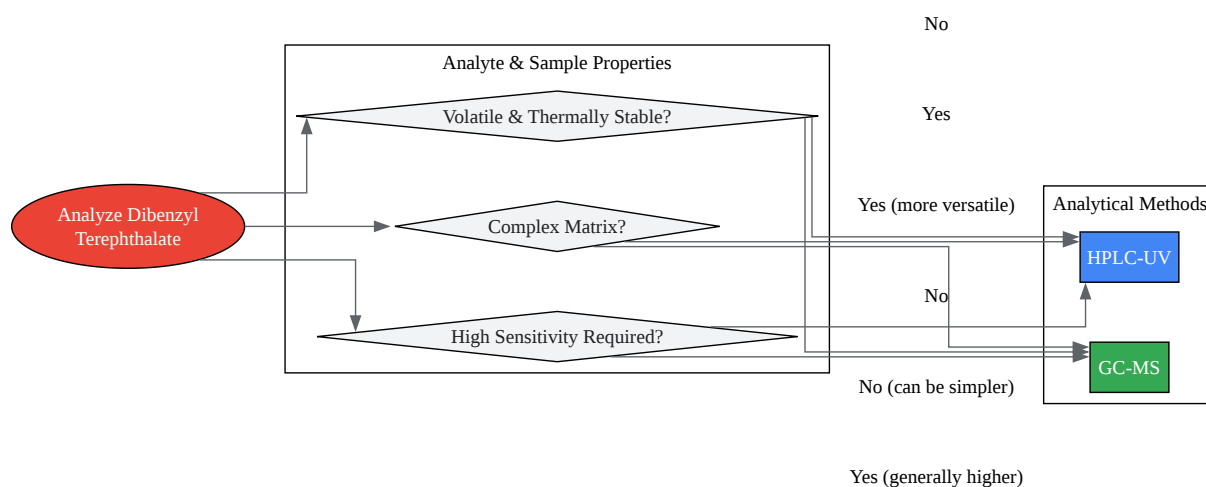 No
Analyte & Sample Properties
Volatile & Thermally Stable?
Yes
Analyze Dibenzyl
Terephthalate
Complex Matrix?
Yes (more versatile)
Analytical Methods
HPLC-UV
No
High Sensitivity Required?
GC-MS
No (can be simpler)
Yes (generally higher)